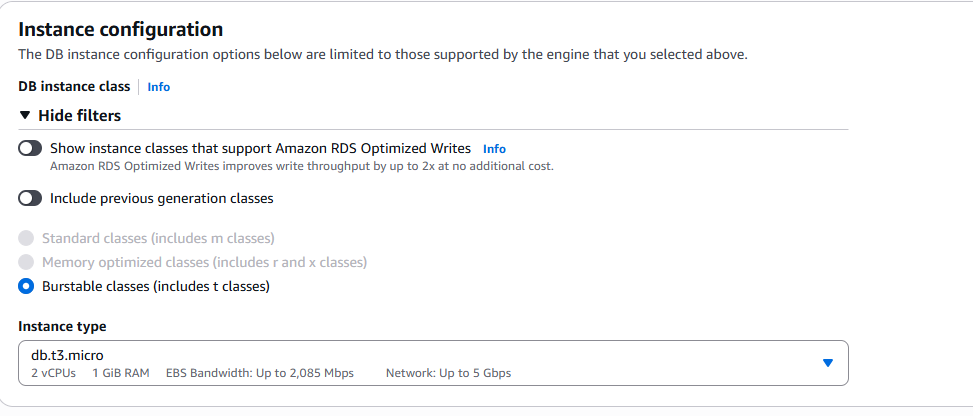 Instance configuration
The DB instance configuration options below are limited to those supported by the engine that you selected above.
DB instance class Info
Hide filters
Show instance classes that support Amazon RDS Optimized Writes Info
Amazon RDS Optimized Writes improves write throughput by up to 2x at no additional cost.
Include previous generation classes
Standard classes (includes m classes)
Memory optimized classes (includes r and x classes)
Burstable classes (includes t classes)
Instance type
db.t3.micro
2 vCPUs 1 GiB RAM EBS Bandwidth: Up to 2,085 Mbps Network: Up to 5 Gbps